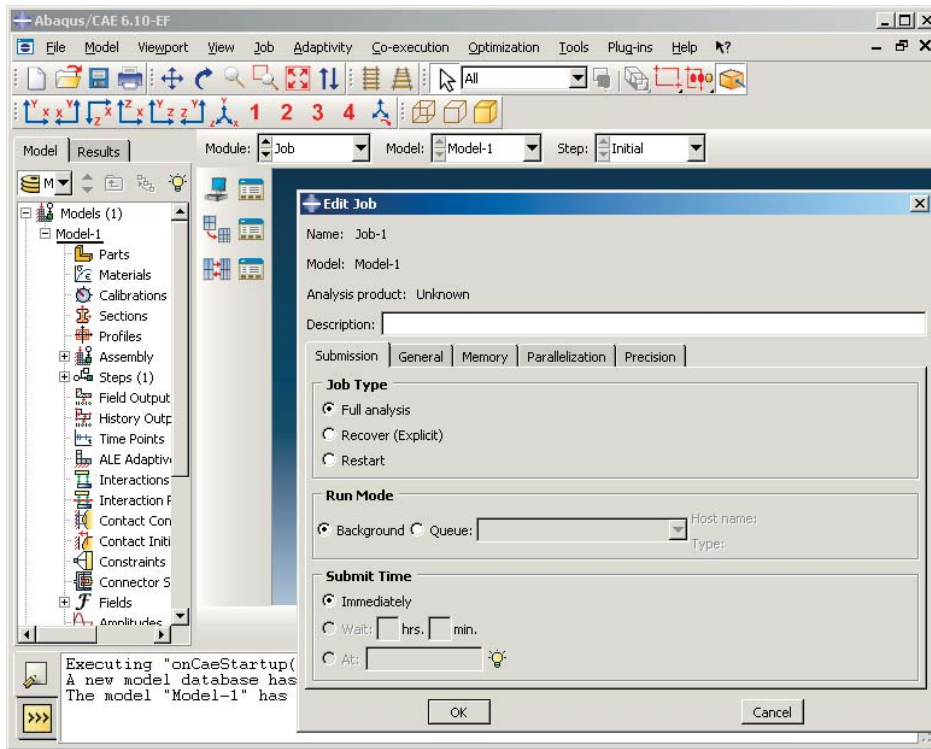 Abaqus/CAE 6.10-EF
File Model Viewport View Job Adaptivity Co-execution Optimization Tools Plug-ins Help ?
All
Y X X Y Z X Z X Y Z Z Y Y Z X 1 2 3 4
Model Results Module: Job Model: Model-1 Step: Initial
M
Models (1)
Model-1
Parts
Materials
Calibrations
Sections
Profiles
Assembly
Steps (1)
Field Output
History Outp
Time Points
ALE Adaptiv
Interactions
Interaction P
Contact Con
Contact Initi
Constraints
Connector S
F Fields
Amplitudes
Edit Job
Name: Job-1
Model: Model-1
Analysis product: Unknown
Description:
Submission General Memory Parallelization Precision
Job Type
Full analysis
Recover (Explicit)
Restart
Run Mode
Background Queue: Host name:
Type:
Submit Time
Immediately
Wait: hrs. min.
At:
OK Cancel
Executing "onCaeStartup(
A new model database has
The model "Model-1" has
>>>